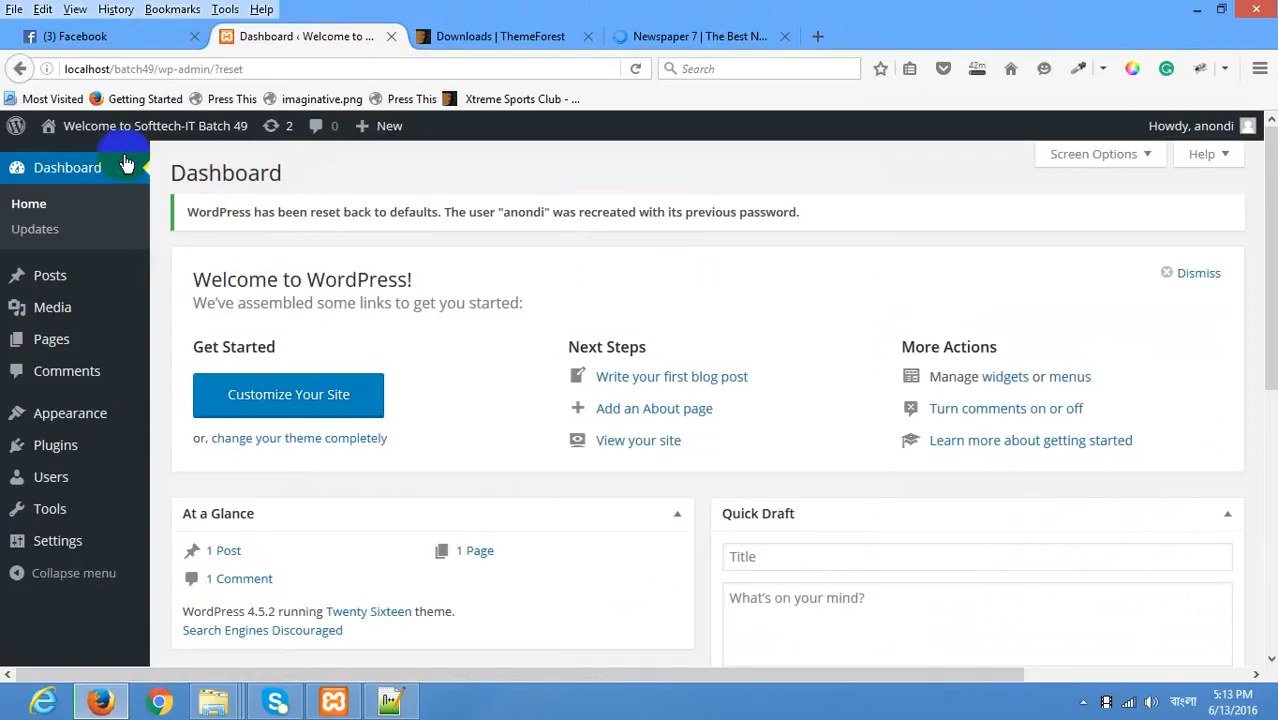 File Edit View History Bookmarks Tools Help
(3) Facebook
Dashboard ‹ Welcome to ...
Downloads | ThemeForest
Newspaper 7 | The Best N...
localhost/batch49/wp-admin/?reset
Search
42m
Most Visited Getting Started Press This imaginative.png Press This Xtreme Sports Club - ...
Welcome to Softtech-IT Batch 49 2 0 New
Howdy, anondi
Dashboard
Home
Updates
Posts
Media
Pages
Comments
Appearance
Plugins
Users
Tools
Settings
Collapse menu
Screen Options
Help
Dashboard
WordPress has been reset back to defaults. The user "anondi" was recreated with its previous password.
Welcome to WordPress!
Dismiss
We've assembled some links to get you started:
Get Started
Customize Your Site
or, change your theme completely
Next Steps
Write your first blog post
Add an About page
View your site
More Actions
Manage widgets or menus
Turn comments on or off
Learn more about getting started
At a Glance
1 Post
1 Page
1 Comment
WordPress 4.5.2 running Twenty Sixteen theme.
Search Engines Discouraged
Quick Draft
Title
What's on your mind?
বাংলা
5:13 PM
6/13/2016